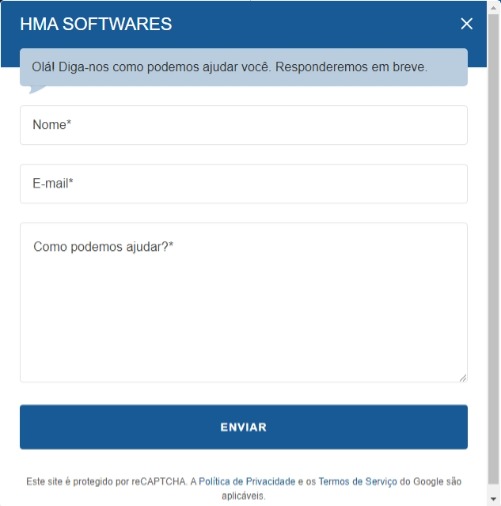 HMA SOFTWARES
Olá! Diga-nos como podemos ajudar você. Responderemos em breve.
Nome*
E-mail*
Como podemos ajudar?*
ENVIAR
Este site é protegido por reCAPTCHA. A Política de Privacidade e os Termos de Serviço do Google são
aplicáveis.